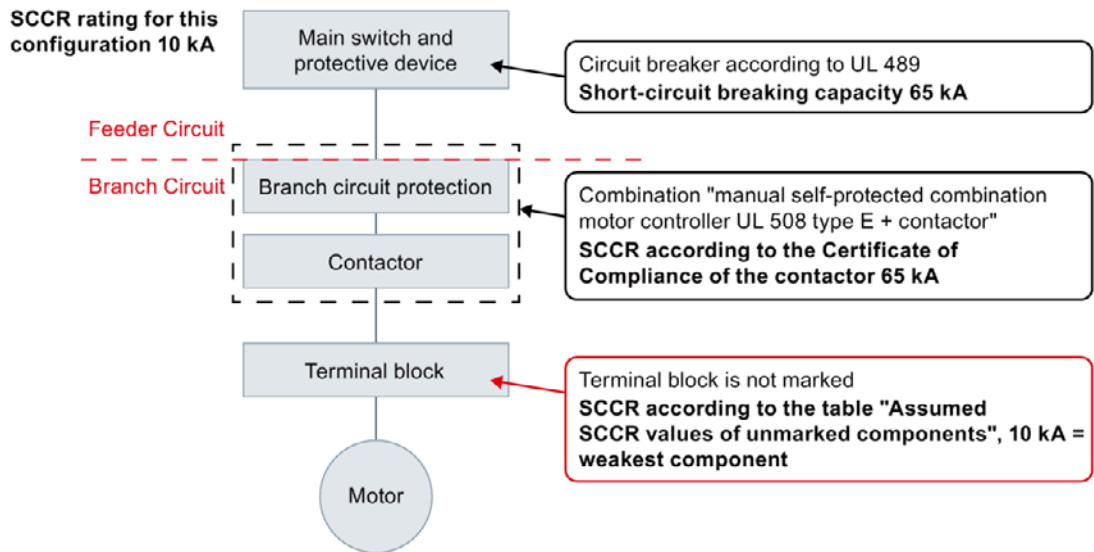 SCCR rating for this
configuration 10 kA
Main switch and
protective device
Circuit breaker according to UL 489
Short-circuit breaking capacity 65 kA
Feeder Circuit
Branch Circuit
Branch circuit protection
Contactor
Combination "manual self-protected combination
motor controller UL 508 type E + contactor"
SCCR according to the Certificate of
Compliance of the contactor 65 kA
Terminal block
Terminal block is not marked
SCCR according to the table "Assumed
SCCR values of unmarked components", 10 kA =
weakest component
Motor